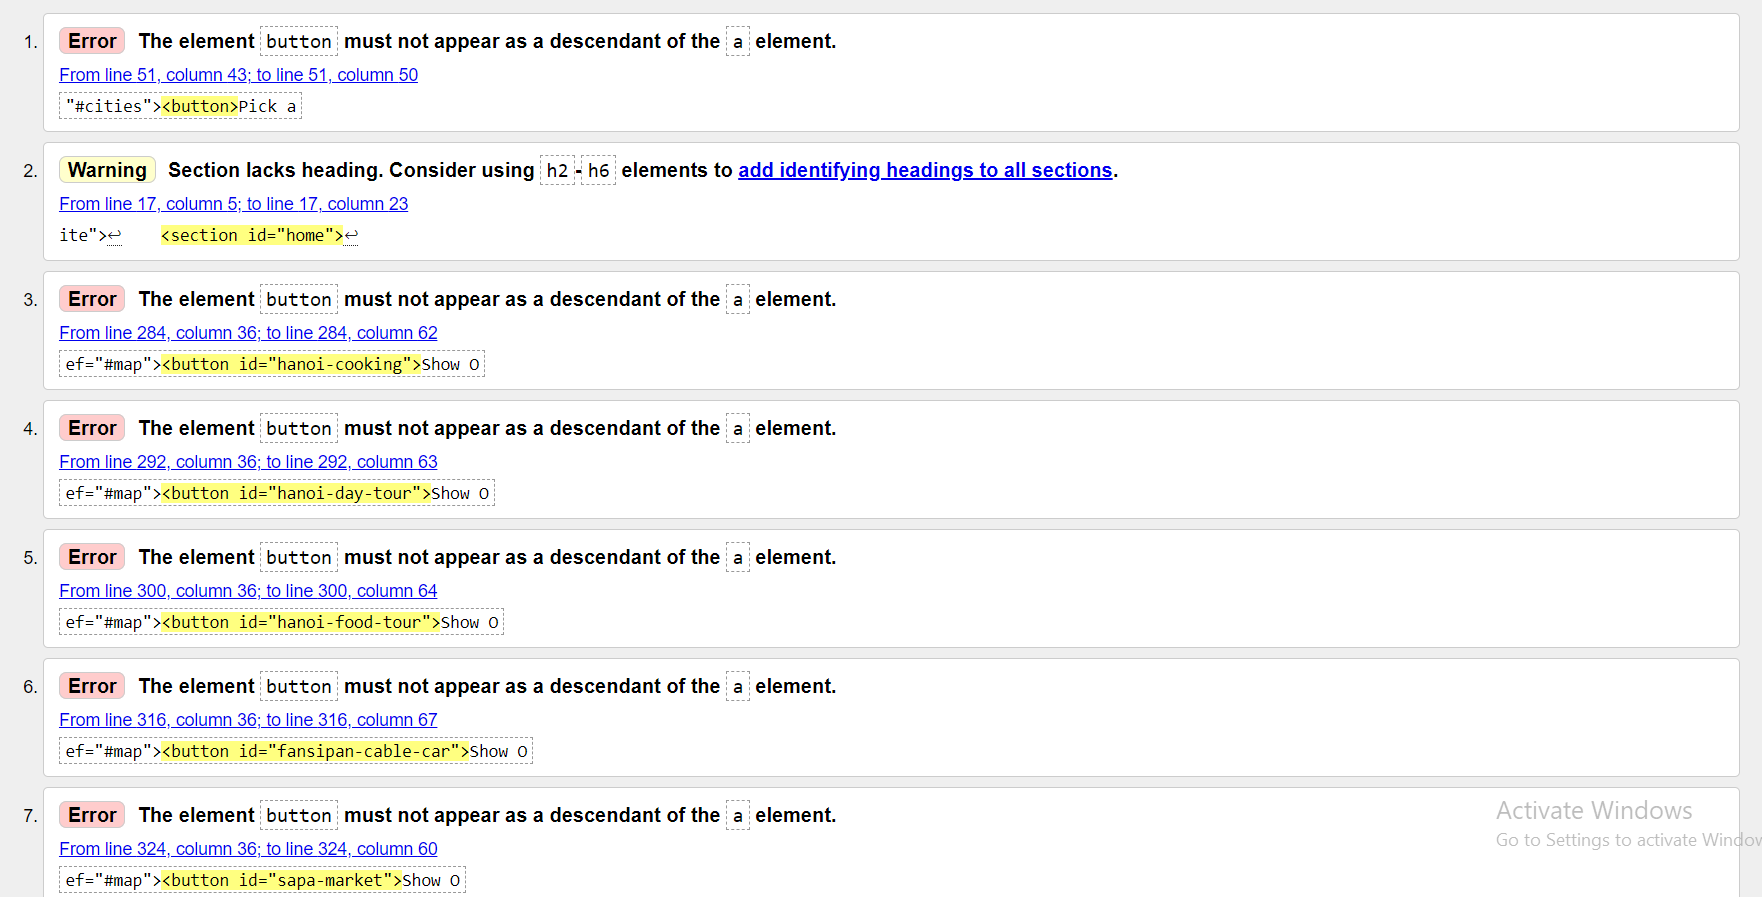 1. Error The element button must not appear as a descendant of the a element.
From line 51, column 43; to line 51, column 50
"#cities"><button>Pick a
2. Warning Section lacks heading. Consider using h2-h6 elements to add identifying headings to all sections.
From line 17, column 5; to line 17, column 23
ite">↩    <section id="home">↩
3. Error The element button must not appear as a descendant of the a element.
From line 284, column 36; to line 284, column 62
ef="#map"><button id="hanoi-cooking">Show O
4. Error The element button must not appear as a descendant of the a element.
From line 292, column 36; to line 292, column 63
ef="#map"><button id="hanoi-day-tour">Show O
5. Error The element button must not appear as a descendant of the a element.
From line 300, column 36; to line 300, column 64
ef="#map"><button id="hanoi-food-tour">Show O
6. Error The element button must not appear as a descendant of the a element.
From line 316, column 36; to line 316, column 67
ef="#map"><button id="fansipan-cable-car">Show O
7. Error The element button must not appear as a descendant of the a element.
From line 324, column 36; to line 324, column 60
ef="#map"><button id="sapa-market">Show O
Activate Windows
Go to Settings to activate Window